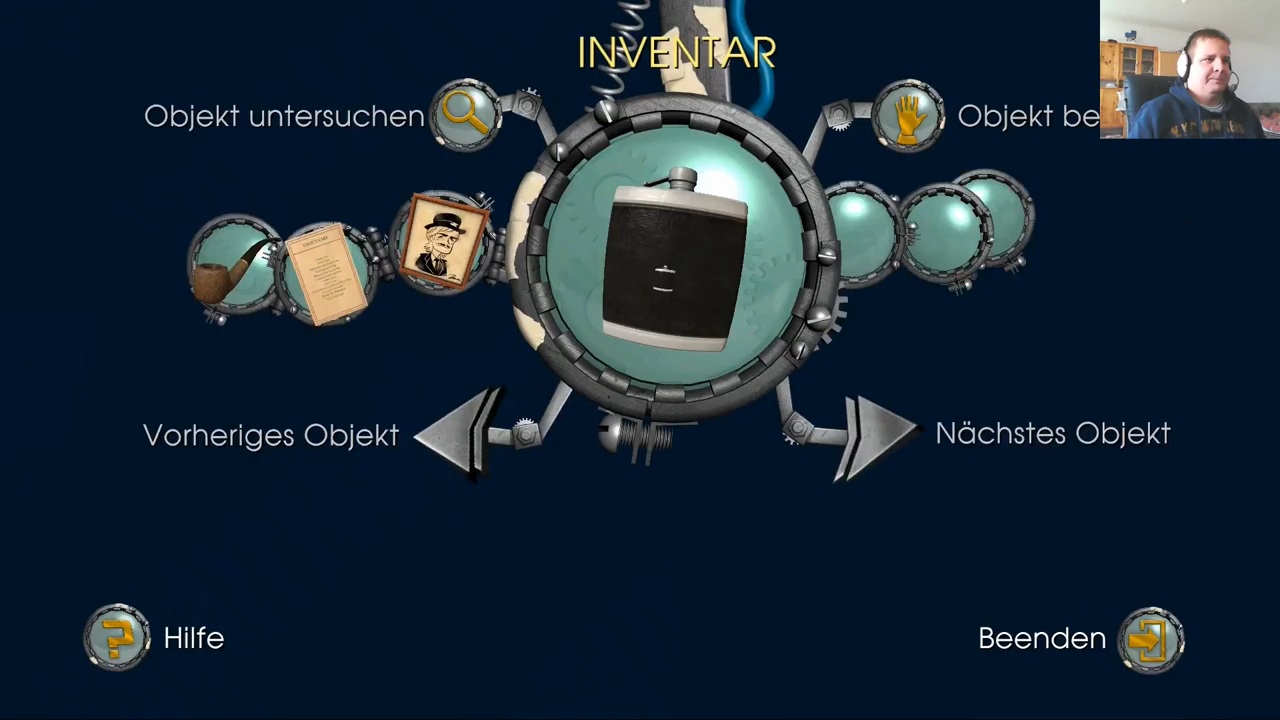 INVENTAR
Objekt untersuchen
Objekt be
Vorheriges Objekt
Nächstes Objekt
Hilfe
Beenden